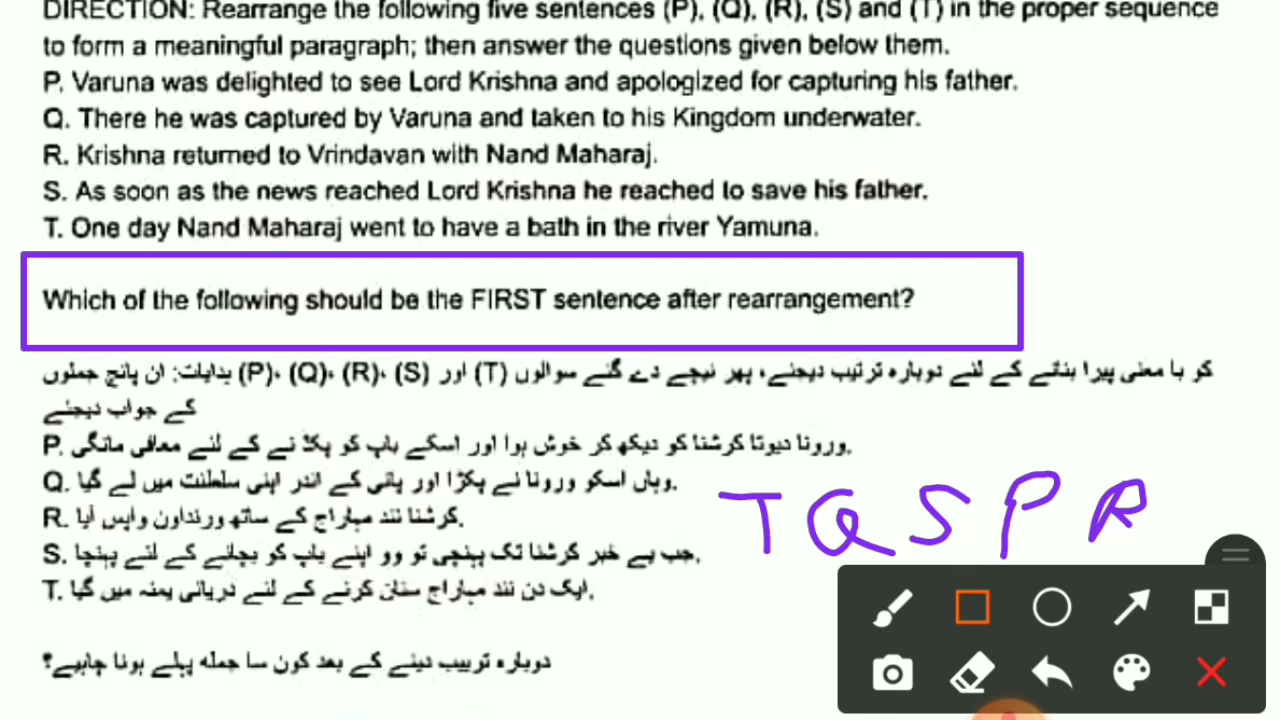 DIRECTION: Rearrange the following five sentences (P), (Q), (R), (S) and (T) in the proper sequence
to form a meaningful paragraph; then answer the questions given below them.
P. Varuna was delighted to see Lord Krishna and apologized for capturing his father.
Q. There he was captured by Varuna and taken to his Kingdom underwater.
R. Krishna returned to Vrindavan with Nand Maharaj.
S. As soon as the news reached Lord Krishna he reached to save his father.
T. One day Nand Maharaj went to have a bath in the river Yamuna.
Which of the following should be the FIRST sentence after rearrangement?
کو با معنی پیرا بنانے کے لئے دوبارہ ترتیب دیجئے، پھر نیچے دے گئے سوالوں (T) اور (S) ،(R) ،(Q) ،(P) ہدایات: ان پانچ جملوں
کے جواب دیجئے
P. ورونا دیوتا کرشنا کو دیکھ کر خوش ہوا اور اسکے باپ کو پکڈ نے کے لئے معافی مانگی.
Q. وہاں اسکو ورونا نے پکڑا اور پانی کے اندر اپنی سلطنت میں لے گیا.
R. کرشنا نند مہاراج کے ساتھ ورنداون واپس آیا.
S. جب یے خبر کرشنا تک پہنچی تو وو اپنے باپ کو بچانے کے لئے پہنچا.
T. ایک دن نند مہاراج سنان کرنے کے لئے دریائی یمنہ میں گیا.
T Q S P R
دوبارہ ترییب دینے کے بعد کون سا جملہ پہلے ہونا چاہیے؟